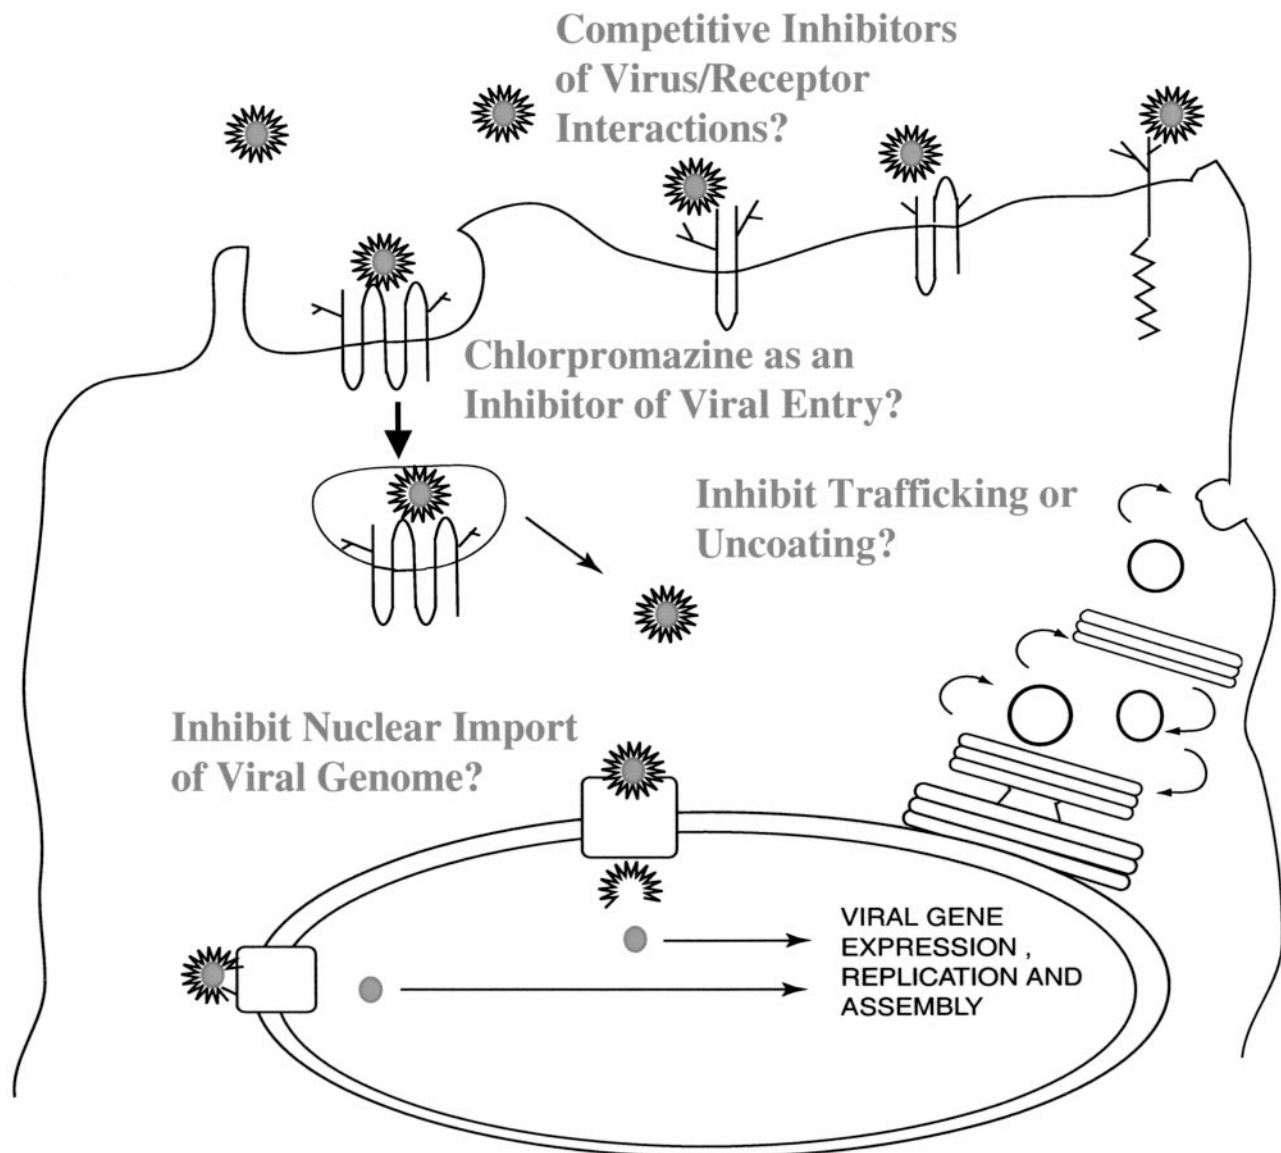 Competitive Inhibitors
of Virus/Receptor
Interactions?
Chlorpromazine as an
Inhibitor of Viral Entry?
Inhibit Trafficking or
Uncoating?
Inhibit Nuclear Import
of Viral Genome?
VIRAL GENE
EXPRESSION ,
REPLICATION AND
ASSEMBLY